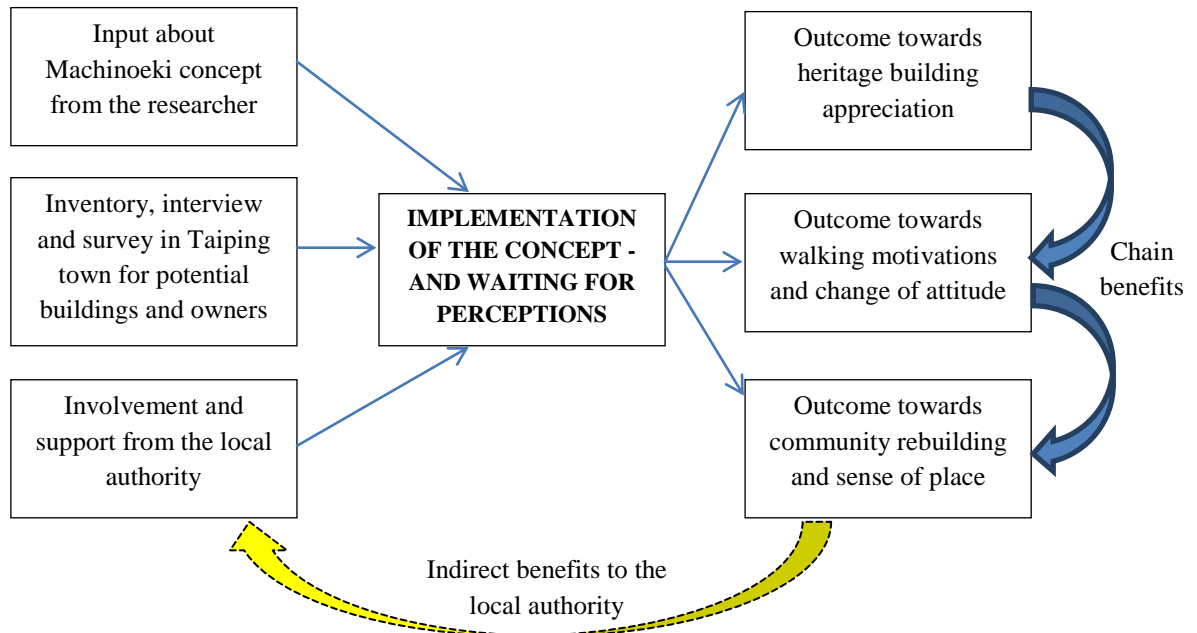 Input about
Machinoeki concept
from the researcher
Inventory, interview
and survey in Taiping
town for potential
buildings and owners
Involvement and
support from the local
authority
IMPLEMENTATION
OF THE CONCEPT -
AND WAITING FOR
PERCEPTIONS
Outcome towards
heritage building
appreciation
Outcome towards
walking motivations
and change of attitude
Outcome towards
community rebuilding
and sense of place
Chain
benefits
Indirect benefits to the
local authority